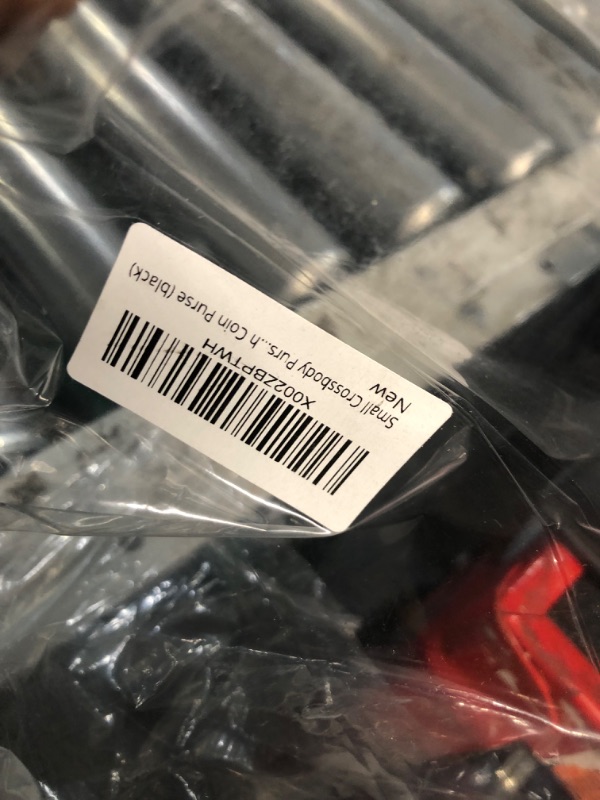 X002ZBPTWH
Small Crossbody Purs...h Coin Purse (black)
New